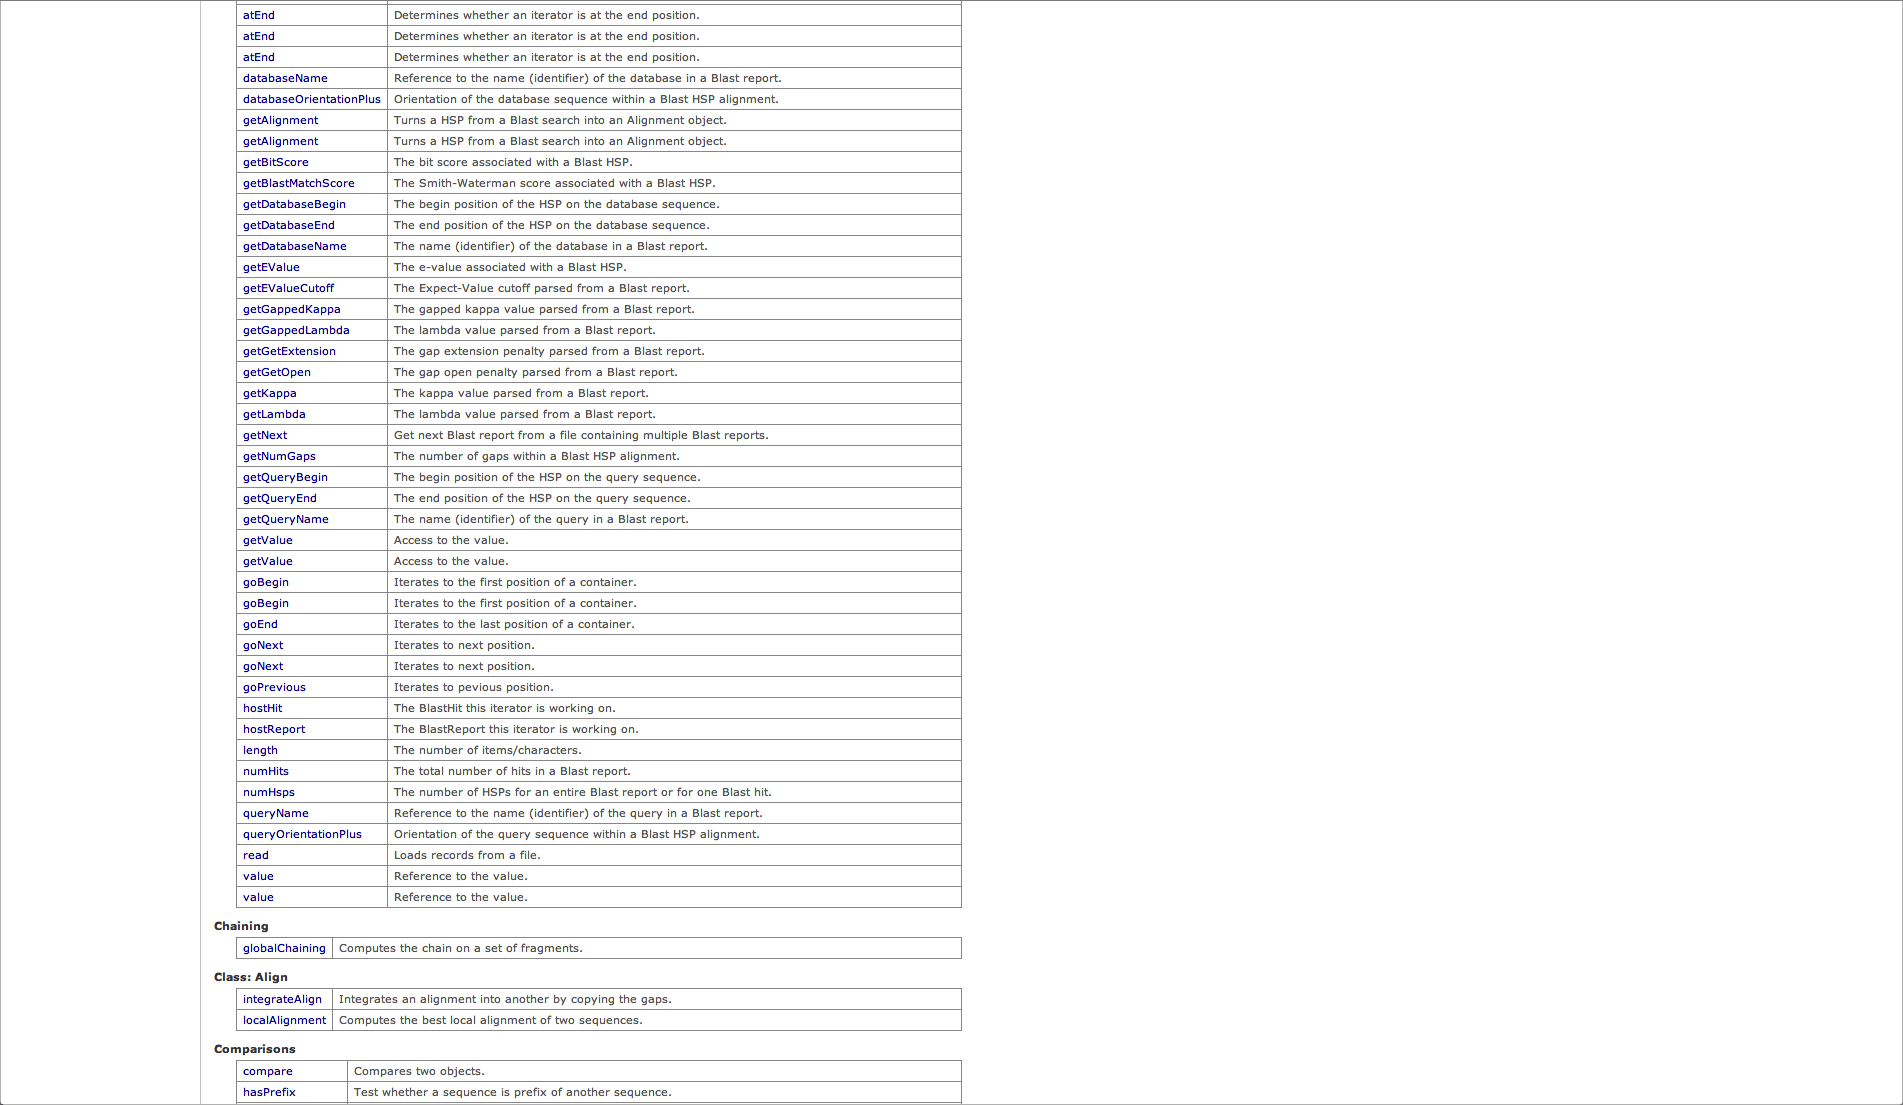 atEnd Determines whether an iterator is at the end position.
atEnd Determines whether an iterator is at the end position.
atEnd Determines whether an iterator is at the end position.
databaseName Reference to the name (identifier) of the database in a Blast report.
databaseOrientationPlus Orientation of the database sequence within a Blast HSP alignment.
getAlignment Turns a HSP from a Blast search into an Alignment object.
getAlignment Turns a HSP from a Blast search into an Alignment object.
getBitScore The bit score associated with a Blast HSP.
getBlastMatchScore The Smith-Waterman score associated with a Blast HSP.
getDatabaseBegin The begin position of the HSP on the database sequence.
getDatabaseEnd The end position of the HSP on the database sequence.
getDatabaseName The name (identifier) of the database in a Blast report.
getEValue The e-value associated with a Blast HSP.
getEValueCutoff The Expect-Value cutoff parsed from a Blast report.
getGappedKappa The gapped kappa value parsed from a Blast report.
getGappedLambda The lambda value parsed from a Blast report.
getGetExtension The gap extension penalty parsed from a Blast report.
getGetOpen The gap open penalty parsed from a Blast report.
getKappa The kappa value parsed from a Blast report.
getLambda The lambda value parsed from a Blast report.
getNext Get next Blast report from a file containing multiple Blast reports.
getNumGaps The number of gaps within a Blast HSP alignment.
getQueryBegin The begin position of the HSP on the query sequence.
getQueryEnd The end position of the HSP on the query sequence.
getQueryName The name (identifier) of the query in a Blast report.
getValue Access to the value.
getValue Access to the value.
goBegin Iterates to the first position of a container.
goBegin Iterates to the first position of a container.
goEnd Iterates to the last position of a container.
goNext Iterates to next position.
goNext Iterates to next position.
goPrevious Iterates to pevious position.
hostHit The BlastHit this iterator is working on.
hostReport The BlastReport this iterator is working on.
length The number of items/characters.
numHits The total number of hits in a Blast report.
numHsps The number of HSPs for an entire Blast report or for one Blast hit.
queryName Reference to the name (identifier) of the query in a Blast report.
queryOrientationPlus Orientation of the query sequence within a Blast HSP alignment.
read Loads records from a file.
value Reference to the value.
value Reference to the value.
Chaining
globalChaining Computes the chain on a set of fragments.
Class: Align
integrateAlign Integrates an alignment into another by copying the gaps.
localAlignment Computes the best local alignment of two sequences.
Comparisons
compare Compares two objects.
hasPrefix Test whether a sequence is prefix of another sequence.